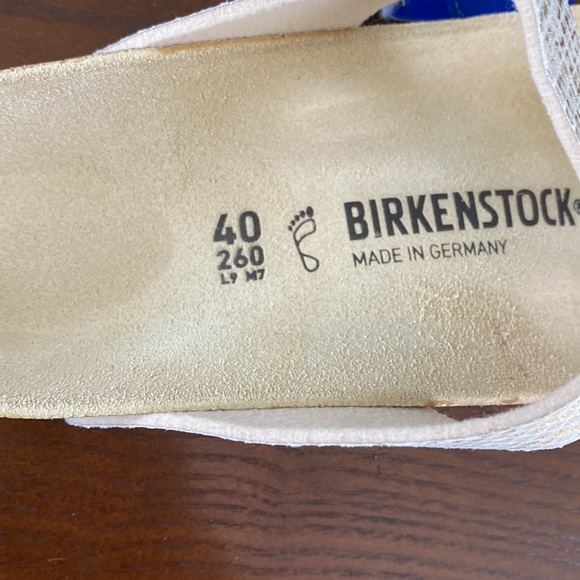 40
260
L9 M7
BIRKENSTOCK®
MADE IN GERMANY